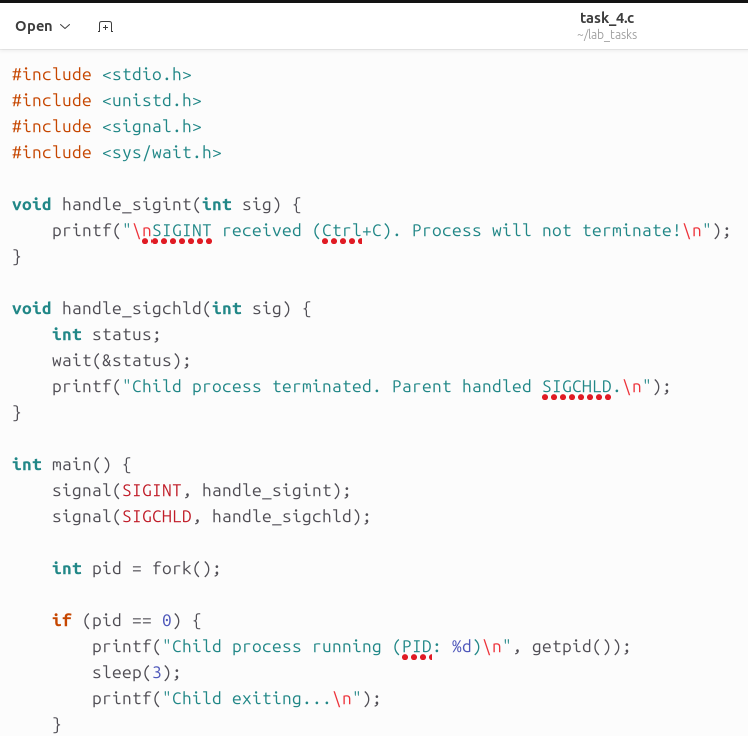 Open
task_4.c
~/lab_tasks
#include <stdio.h>
#include <unistd.h>
#include <signal.h>
#include <sys/wait.h>

void handle_sigint(int sig) {
    printf("\nSIGINT received (Ctrl+C). Process will not terminate!\n");
}

void handle_sigchld(int sig) {
    int status;
    wait(&status);
    printf("Child process terminated. Parent handled SIGCHLD.\n");
}

int main() {
    signal(SIGINT, handle_sigint);
    signal(SIGCHLD, handle_sigchld);

    int pid = fork();

    if (pid == 0) {
        printf("Child process running (PID: %d)\n", getpid());
        sleep(3);
        printf("Child exiting...\n");
    }